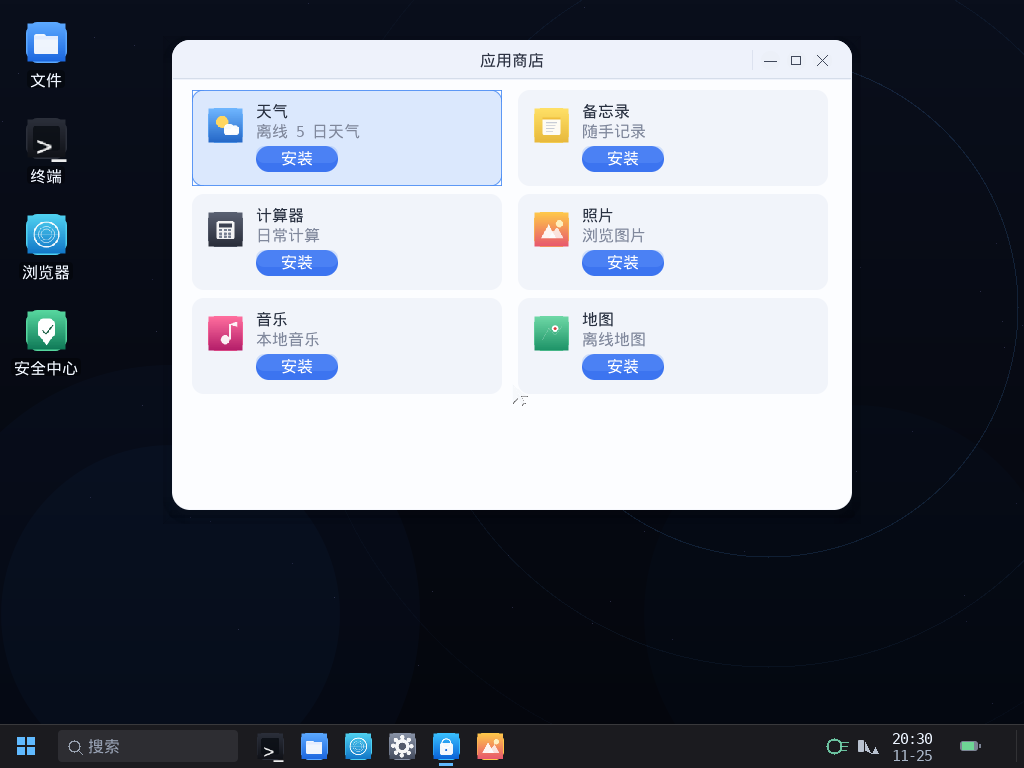 文件
终端
浏览器
安全中心
应用商店
天气
离线 5 日天气
安装
备忘录
随手记录
安装
计算器
日常计算
安装
照片
浏览图片
安装
音乐
本地音乐
安装
地图
离线地图
安装
搜索
20:30
11-25